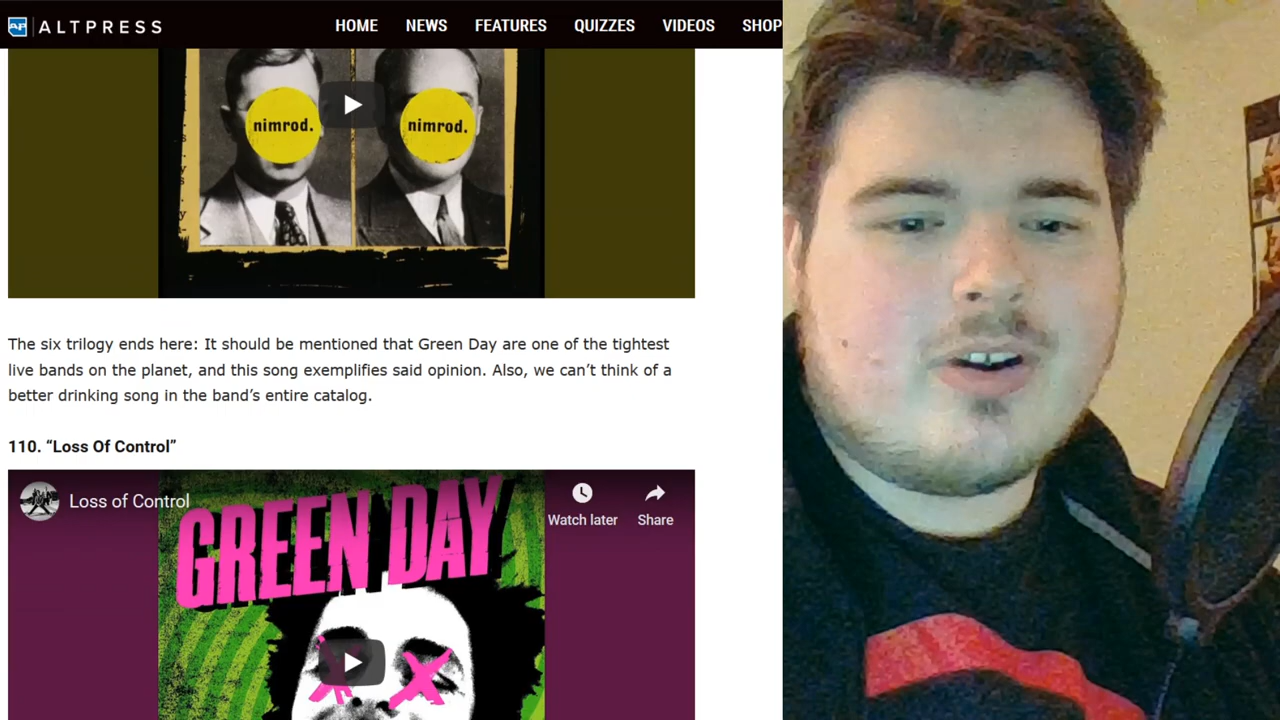 AP ALTPRESS HOME NEWS FEATURES QUIZZES VIDEOS SHOP
nimrod. nimrod.
The six trilogy ends here: It should be mentioned that Green Day are one of the tightest
live bands on the planet, and this song exemplifies said opinion. Also, we can’t think of a
better drinking song in the band’s entire catalog.
110. “Loss Of Control”
Loss of Control
Watch later Share
GREEN DAY